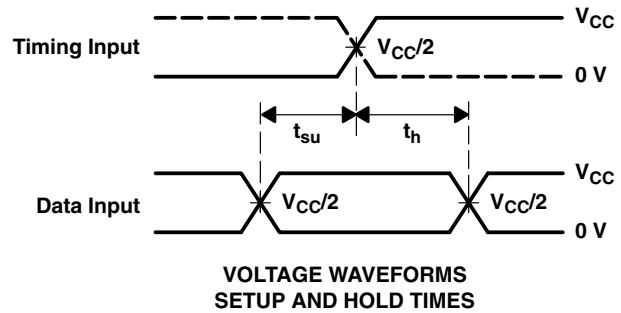 V_CC
Timing Input
V_CC/2
0 V
t_su
t_h
V_CC
Data Input
V_CC/2
V_CC/2
0 V
VOLTAGE WAVEFORMS
SETUP AND HOLD TIMES